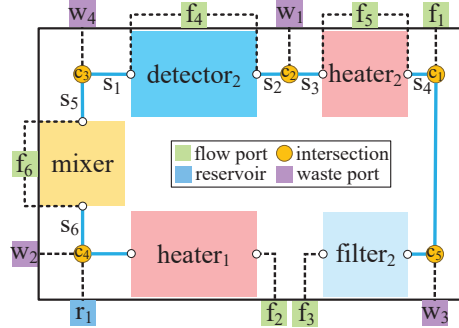 w₄ f₄ w₁ f₅ f₁
c₃ detector₂ c₂ heater₂ c₁
s₁ s₂ s₃ s₄
s₅
f₆ mixer
flow port intersection
reservoir waste port
s₆
w₂ c₄ heater₁ filter₂ c₅
r₁ f₂ f₃ w₃